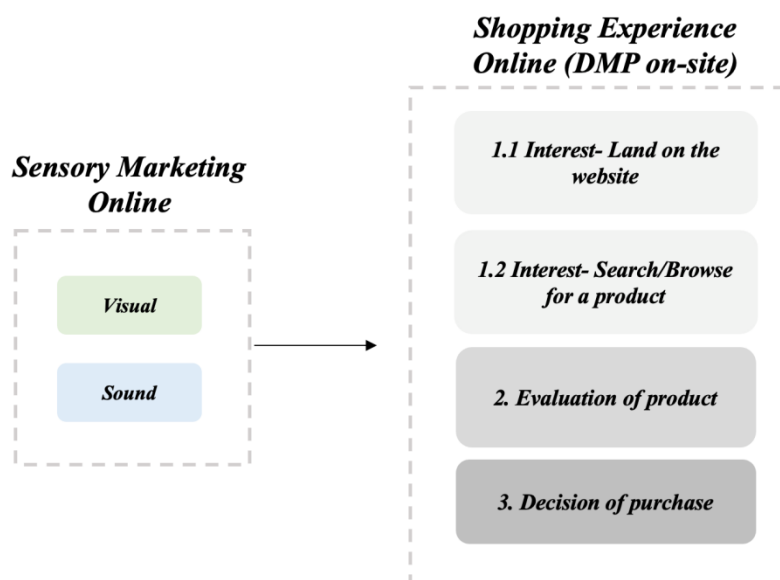 Sensory Marketing
Online
Visual
Sound
Shopping Experience
Online (DMP on-site)
1.1 Interest- Land on the
website
1.2 Interest- Search/Browse
for a product
2. Evaluation of product
3. Decision of purchase